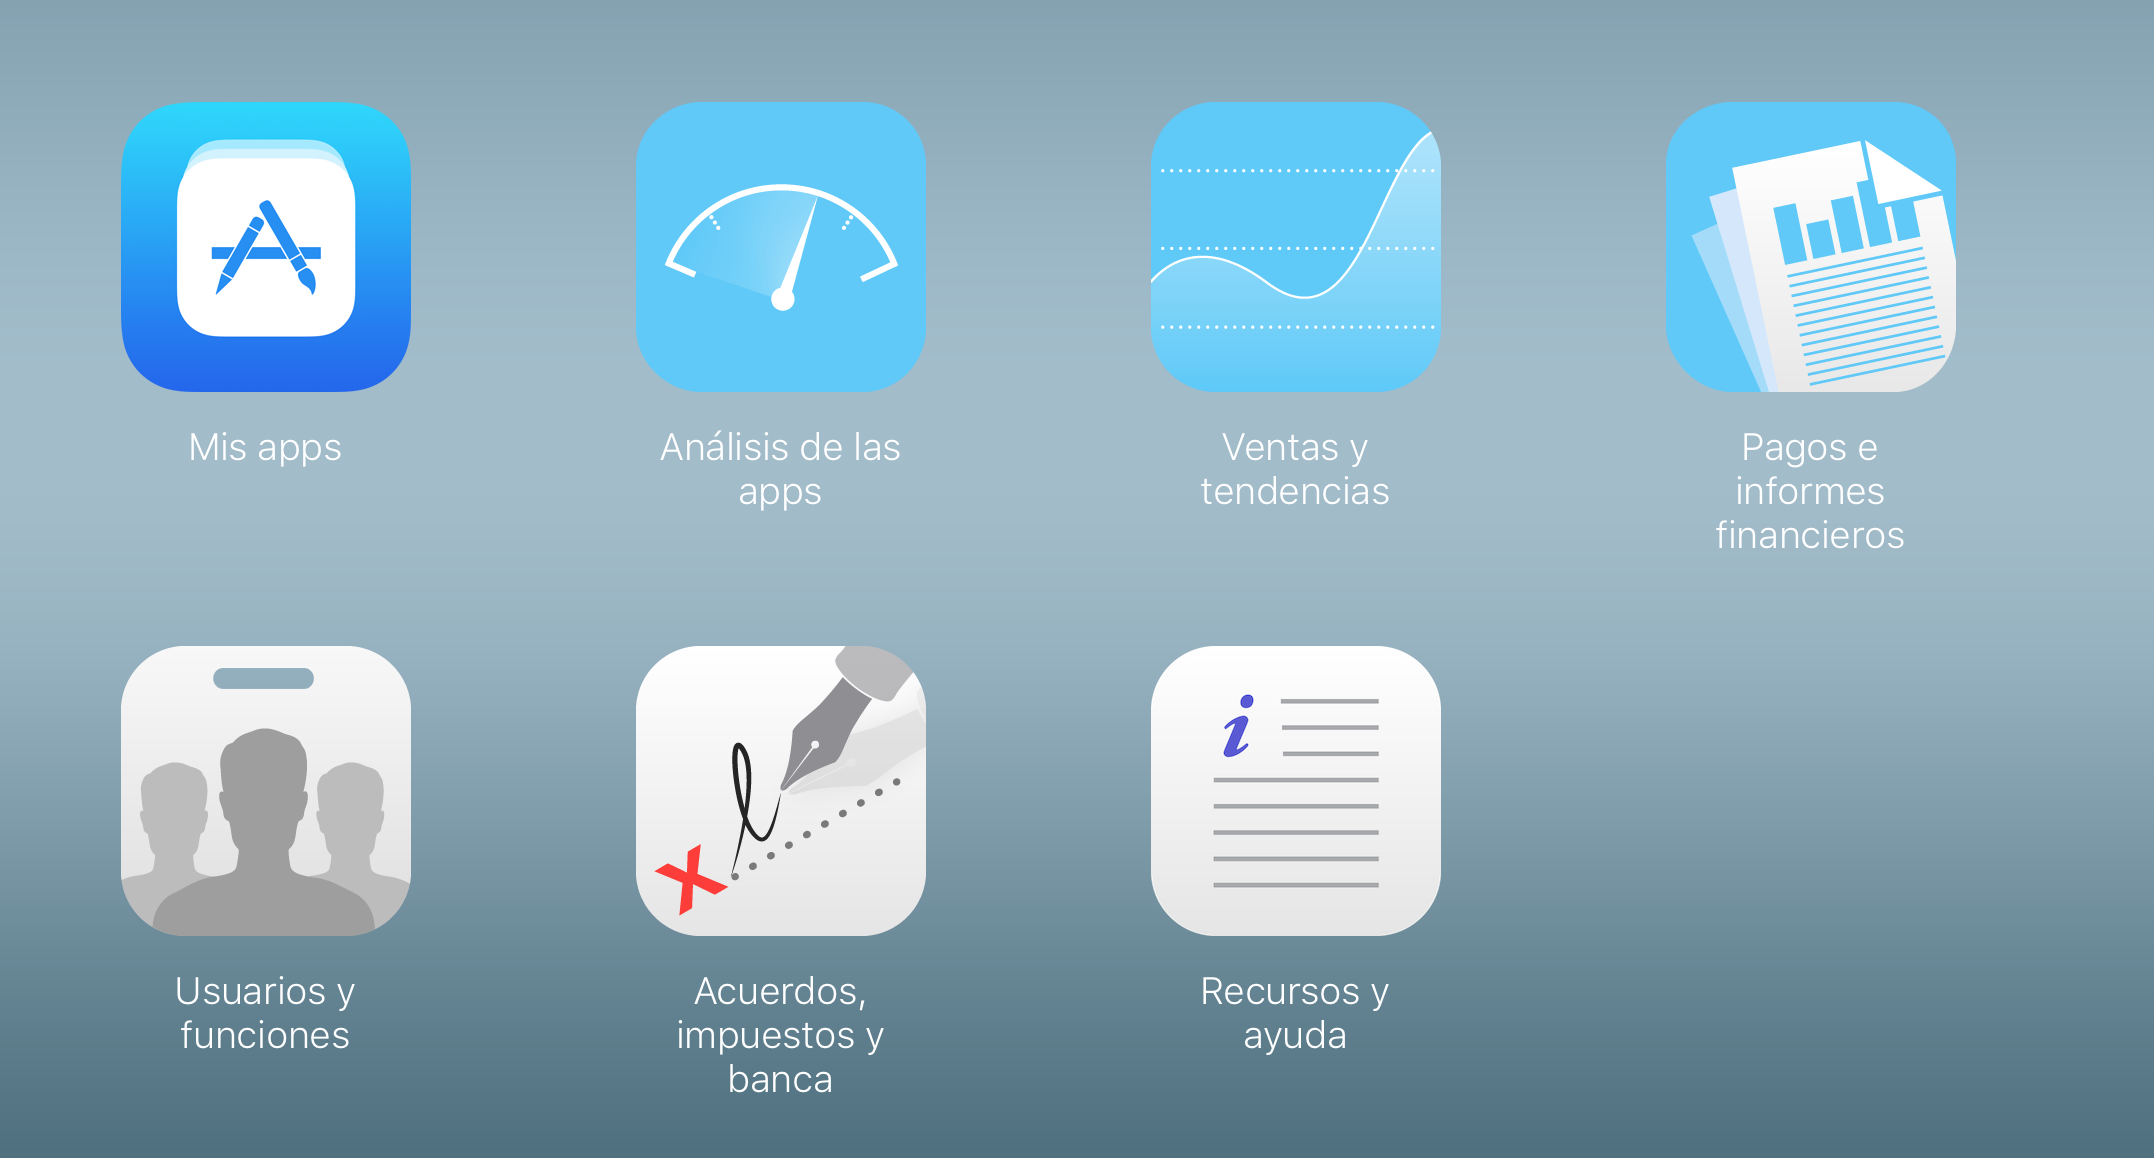 Mis apps
Análisis de las
apps
Ventas y
tendencias
Pagos e
informes
financieros
Usuarios y
funciones
Acuerdos,
impuestos y
banca
Recursos y
ayuda